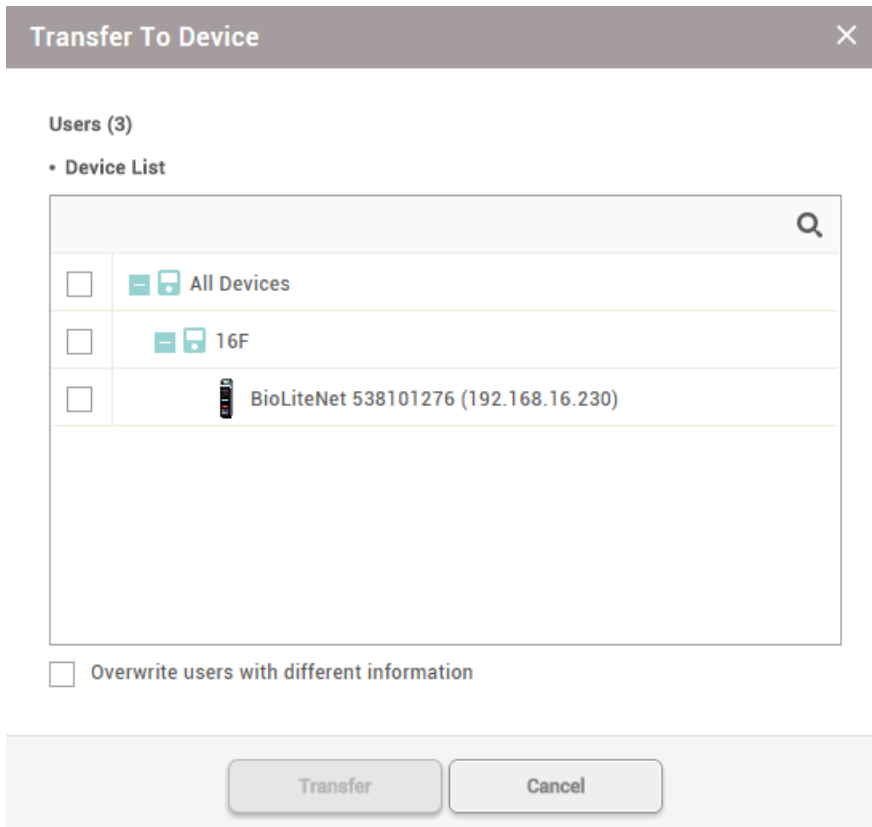 Transfer To Device
Users (3)
• Device List
All Devices
16F
BioLiteNet 538101276 (192.168.16.230)
Overwrite users with different information
Transfer
Cancel